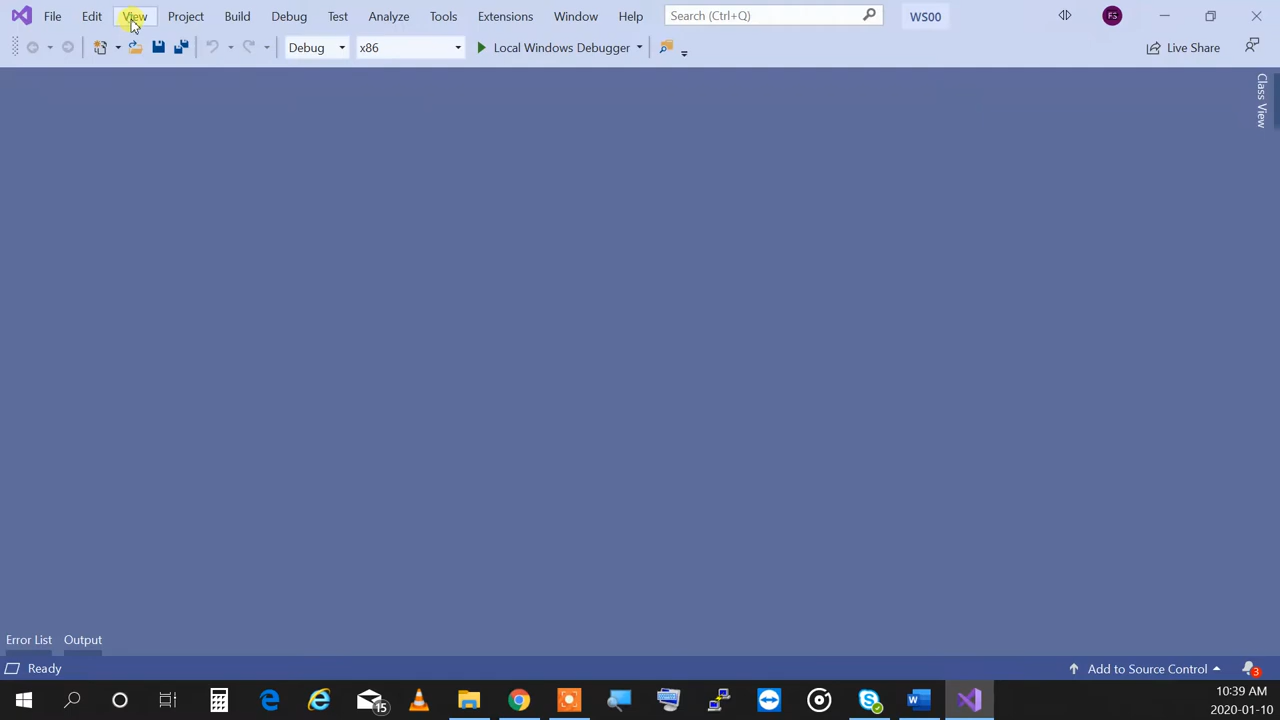 File Edit View Project Build Debug Test Analyze Tools Extensions Window Help Search (Ctrl+Q) WS00 FS
Debug x86 Local Windows Debugger Live Share
Class View
Error List Output
Ready Add to Source Control 3
15 10:39 AM
2020-01-10